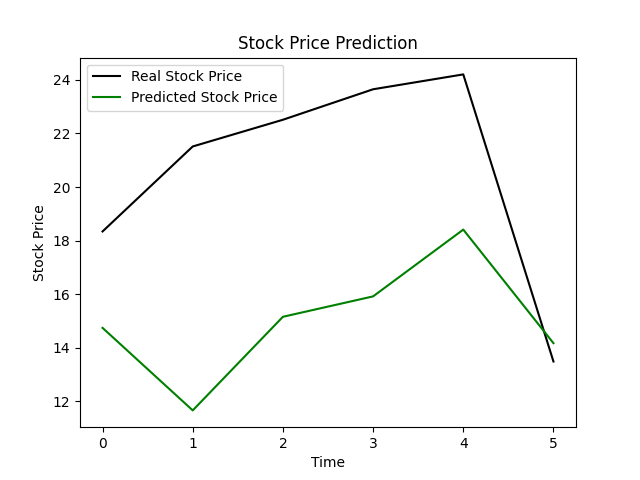 Stock Price Prediction
Real Stock Price
Predicted Stock Price
Stock Price
24
22
20
18
16
14
12
0 1 2 3 4 5
Time